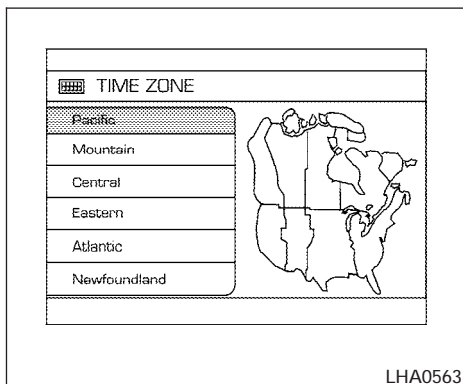 TIME ZONE
Pacific
Mountain
Central
Eastern
Atlantic
Newfoundland
LHA0563